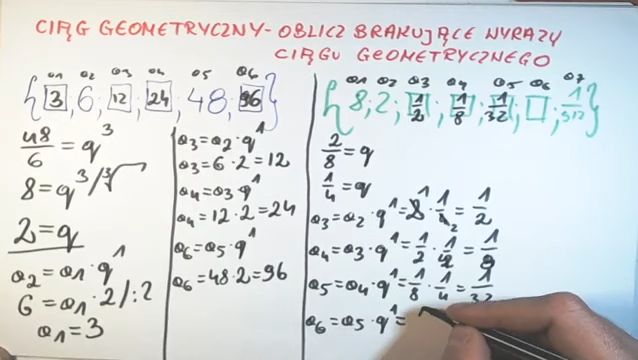 CIĄG GEOMETRYCZNY - OBLICZ BRAKUJĄCE WYRAZY
CIĄGU GEOMETRYCZNEGO
a1 a2 a3 a4 a5 a6
{3, 6; 12; 24; 48; 96}
48/6 = q^3
8 = q^3 /∛
2 = q
a2 = a1 · q^1
6 = a1 · 2 /:2
a1 = 3
a3 = a2 · q^1
a3 = 6 · 2 = 12
a4 = a3 q^1
a4 = 12 · 2 = 24
a6 = a5 · q^1
a6 = 48 · 2 = 96
a1 a2 a3 a4 a5 a6 a7
{8; 2; 1/2; 1/8; 1/32; □; 1/512}
2/8 = q
1/4 = q
a3 = a2 · q^1 = 2 · 1/4 = 1/2
a4 = a3 · q^1 = 1/2 · 1/4 = 1/8
a5 = a4 · q^1 = 1/8 · 1/4 = 1/32
a6 = a5 · q^1 =